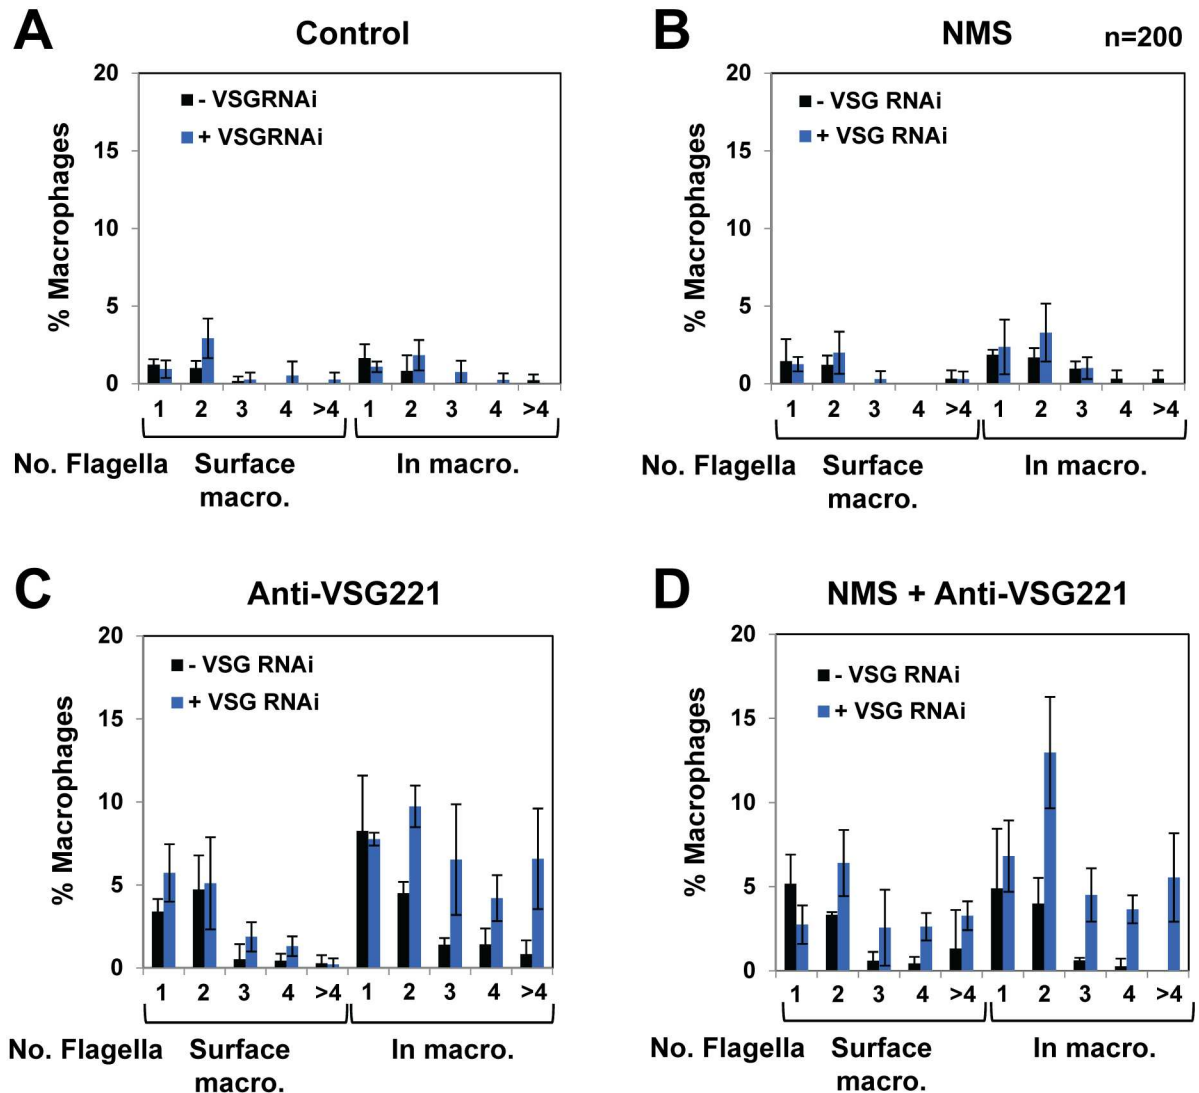 A
Control
% Macrophages
20
15
10
5
0
- VSGRNAi
+ VSGRNAi
1 2 3 4 >4 1 2 3 4 >4
No. Flagella Surface macro. In macro.
B
NMS
n=200
% Macrophages
20
15
10
5
0
- VSG RNAi
+ VSG RNAi
1 2 3 4 >4 1 2 3 4 >4
No. Flagella Surface
macro.
In macro.
C
Anti-VSG221
% Macrophages
20
15
10
5
0
- VSG RNAi
+ VSG RNAi
1 2 3 4 >4 1 2 3 4 >4
No. Flagella Surface
macro.
In macro.
D
NMS + Anti-VSG221
% Macrophages
20
15
10
5
0
- VSG RNAi
+ VSG RNAi
1 2 3 4 >4 1 2 3 4 >4
No. Flagella Surface
macro.
In macro.